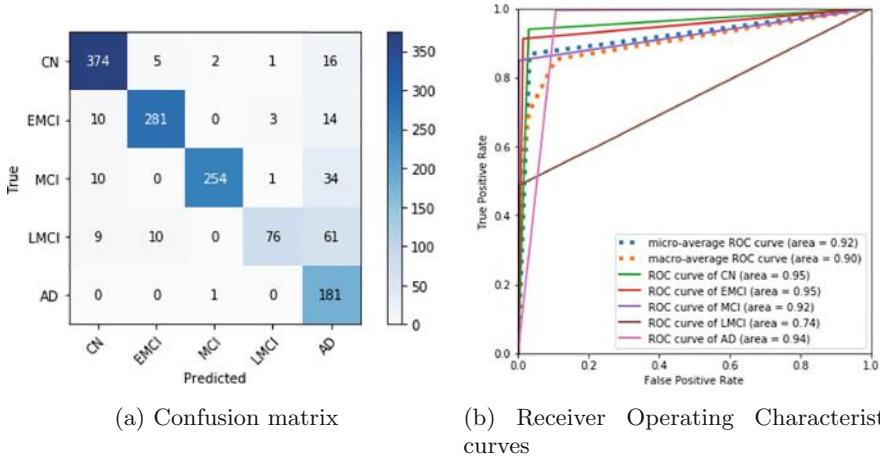 CN 374 5 2 1 16
EMCI 10 281 0 3 14
MCI 10 0 254 1 34
LMCI 9 10 0 76 61
AD 0 0 1 0 181
CN EMCI MCI LMCI AD
True
Predicted
350
300
250
200
150
100
50
0
(a) Confusion matrix
1.0
0.8
0.6
0.4
0.2
0.0
True Positive Rate
micro-average ROC curve (area = 0.92)
macro-average ROC curve (area = 0.90)
ROC curve of CN (area = 0.95)
ROC curve of EMCI (area = 0.95)
ROC curve of MCI (area = 0.92)
ROC curve of LMCI (area = 0.74)
ROC curve of AD (area = 0.94)
0.0 0.2 0.4 0.6 0.8 1.0
False Positive Rate
(b) Receiver Operating Characterist
curves